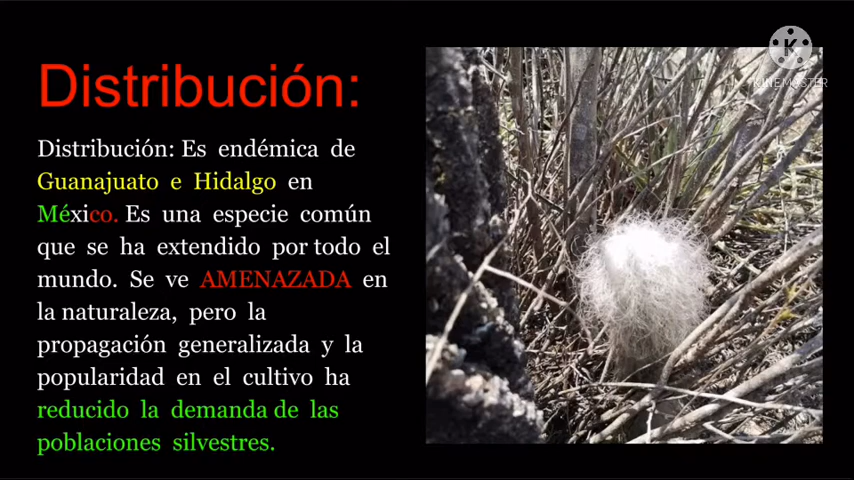 Distribución:
Distribución: Es endémica de
Guanajuato e Hidalgo en
México. Es una especie común
que se ha extendido por todo el
mundo. Se ve AMENAZADA en
la naturaleza, pero la
propagación generalizada y la
popularidad en el cultivo ha
reducido la demanda de las
poblaciones silvestres.
K
KINEMASTER